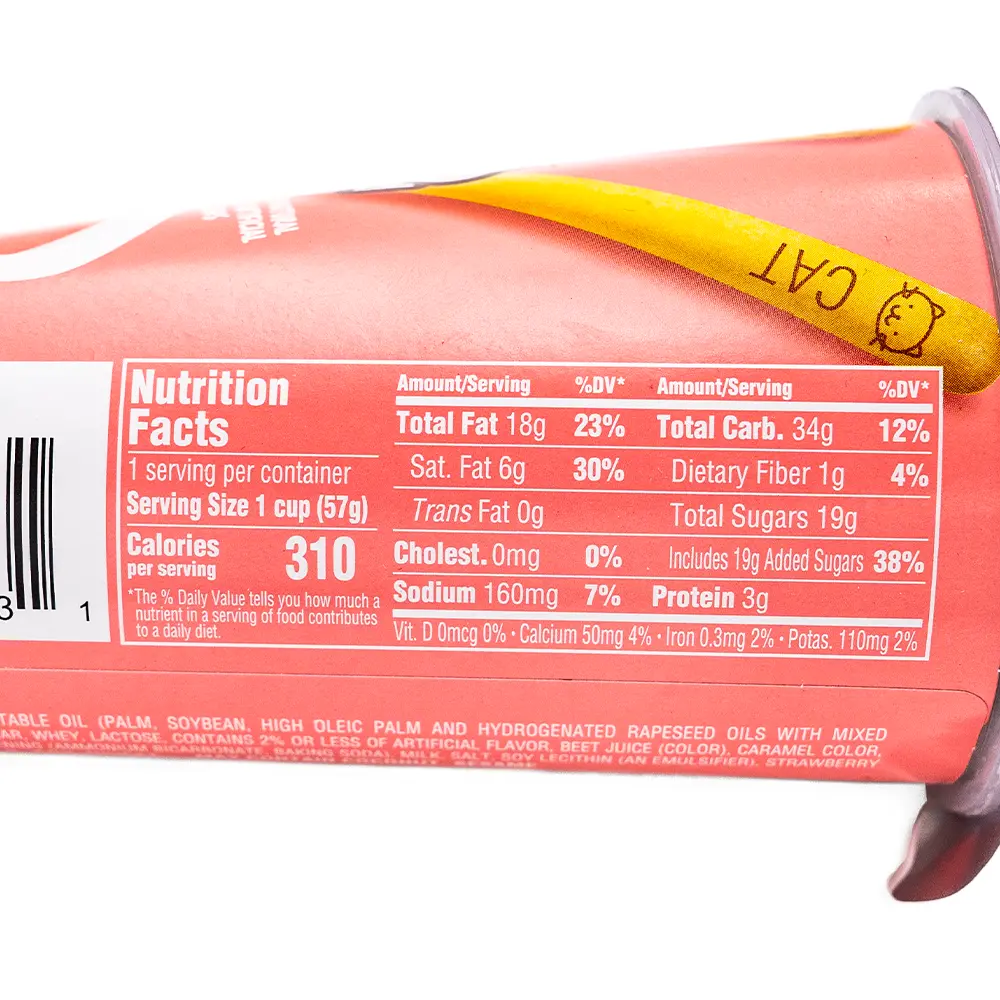 CAT
Nutrition
Facts
1 serving per container
Serving Size 1 cup (57g)
Calories 310
per serving
*The % Daily Value tells you how much a
nutrient in a serving of food contributes
to a daily diet.
Amount/Serving %DV*
Total Fat 18g 23%
Sat. Fat 6g 30%
Trans Fat 0g
Cholest. 0mg 0%
Sodium 160mg 7%
Amount/Serving %DV*
Total Carb. 34g 12%
Dietary Fiber 1g 4%
Total Sugars 19g
Includes 19g Added Sugars 38%
Protein 3g
Vit. D 0mcg 0% • Calcium 50mg 4% • Iron 0.3mg 2% • Potas. 110mg 2%
3 1
TABLE OIL (PALM, SOYBEAN, HIGH OLEIC PALM AND HYDROGENATED RAPESEED OILS WITH MIXED
AR, WHEY, LACTOSE, CONTAINS 2% OR LESS OF ARTIFICIAL FLAVOR, BEET JUICE (COLOR), CARAMEL COLOR,
(AMMONIUM BICARBONATE, BAKING SODA), MILK, SALT, SOY LECITHIN (AN EMULSIFIER), STRAWBERRY